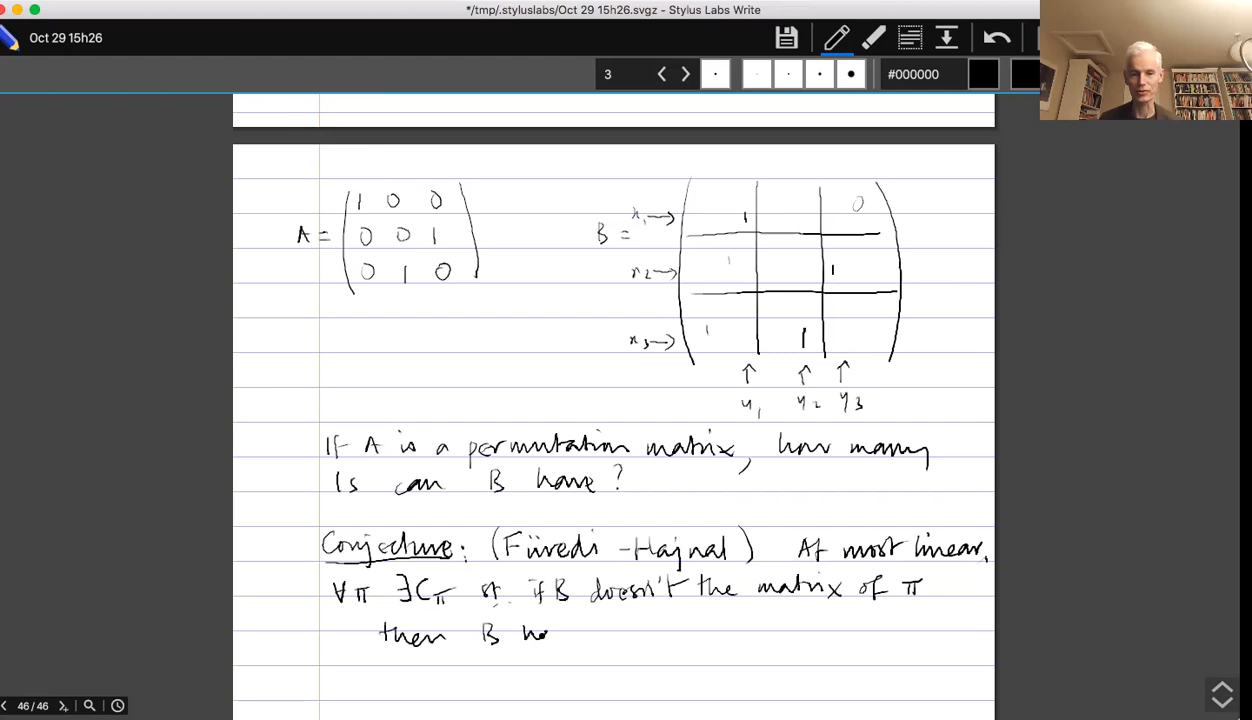 */tmp/.styluslabs/Oct 29 15h26.svgz - Stylus Labs Write
Oct 29 15h26
3
#000000
A = ( 1 0 0
0 0 1
0 1 0 )
B =
x1 → 1 0
x2 → 1 1
x3 → 1 1
↑ ↑ ↑
y1 y2 y3
If A is a permutation matrix, how many
1s can B have?
Conjecture: (Füredi - Hajnal) At most linear.
∀π ∃Cπ st if B doesn't the matrix of π
then B ha
46/46